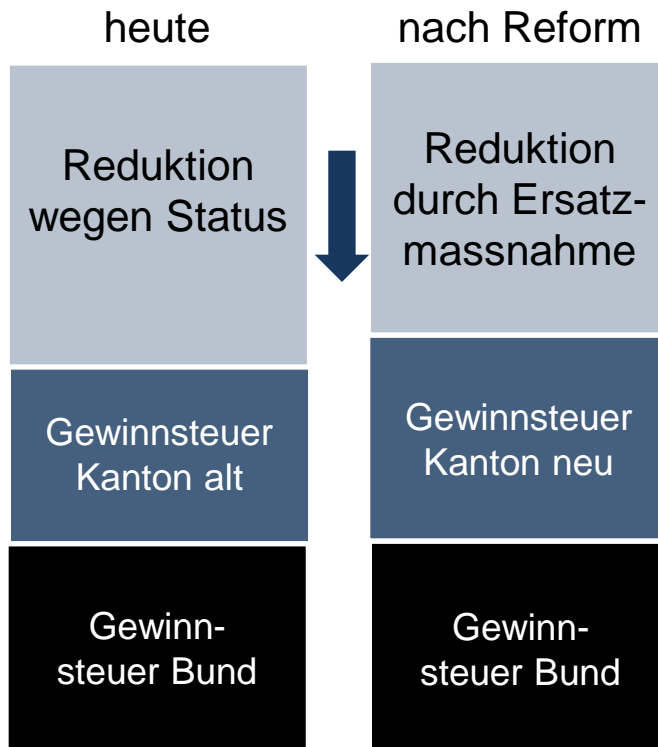 heute
Reduktion
wegen Status
Gewinnsteuer
Kanton alt
Gewinn-
steuer Bund
nach Reform
Reduktion
durch Ersatz-
massnahme
Gewinnsteuer
Kanton neu
Gewinn-
steuer Bund